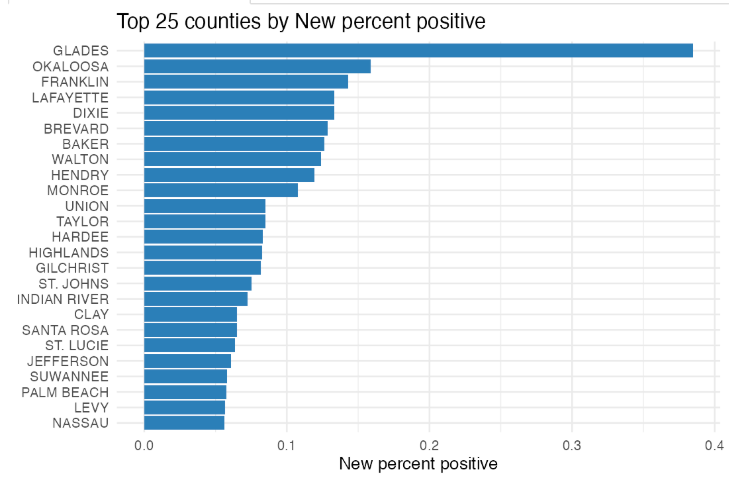 Top 25 counties by New percent positive
GLADES
OKALOOSA
FRANKLIN
LAFAYETTE
DIXIE
BREVARD
BAKER
WALTON
HENDRY
MONROE
UNION
TAYLOR
HARDEE
HIGHLANDS
GILCHRIST
ST. JOHNS
INDIAN RIVER
CLAY
SANTA ROSA
ST. LUCIE
JEFFERSON
SUWANNEE
PALM BEACH
LEVY
NASSAU
0.0 0.1 0.2 0.3 0.4
New percent positive